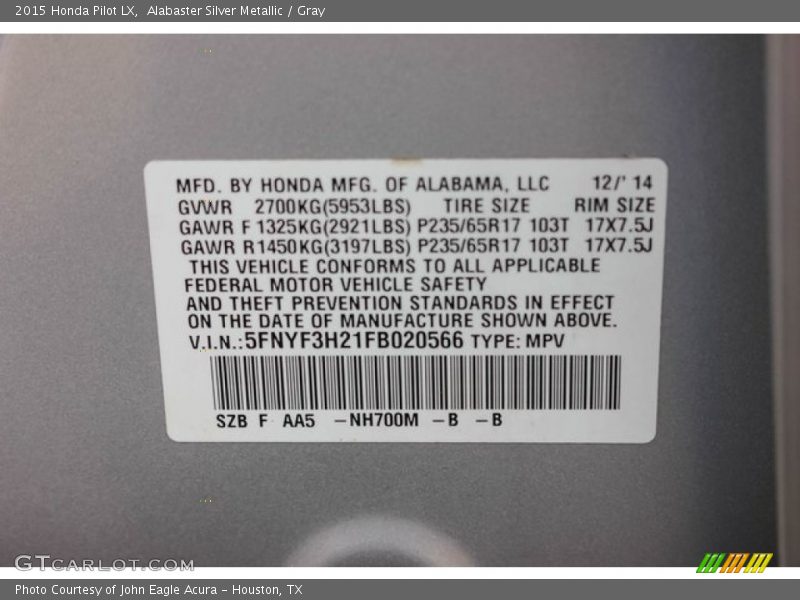 2015 Honda Pilot LX,  Alabaster Silver Metallic / Gray
MFD. BY HONDA MFG. OF ALABAMA, LLC 12/' 14
GVWR 2700KG(5953LBS) TIRE SIZE RIM SIZE
GAWR F 1325KG(2921LBS) P235/65R17 103T 17X7.5J
GAWR R1450KG(3197LBS) P235/65R17 103T 17X7.5J
THIS VEHICLE CONFORMS TO ALL APPLICABLE
FEDERAL MOTOR VEHICLE SAFETY
AND THEFT PREVENTION STANDARDS IN EFFECT
ON THE DATE OF MANUFACTURE SHOWN ABOVE.
V.I.N.:5FNYF3H21FB020566 TYPE: MPV
SZB F AA5 -NH700M -B -B
GTCARLOT.COM
Photo Courtesy of John Eagle Acura - Houston, TX